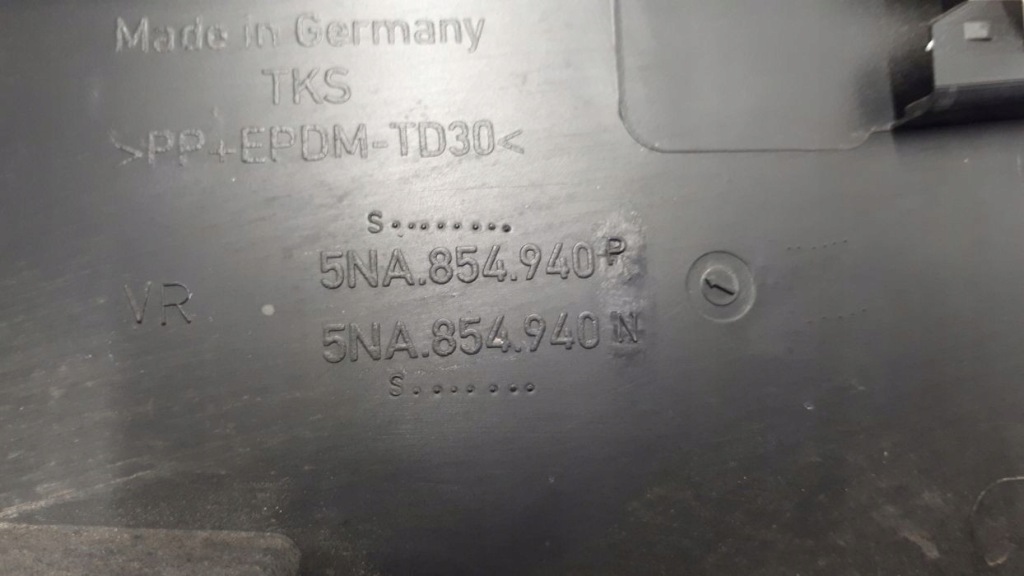 Made in Germany
TKS
>PP+EPDM-TD30<
S........
5NA.854.940 P
VR
5NA.854.940 N
S.......